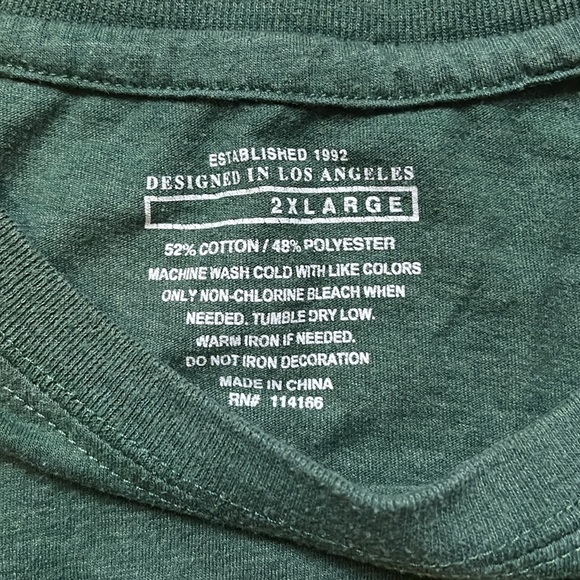 ESTABLISHED 1992
DESIGNED IN LOS ANGELES
2XLARGE
52% COTTON / 48% POLYESTER
MACHINE WASH COLD WITH LIKE COLORS
ONLY NON-CHLORINE BLEACH WHEN
NEEDED. TUMBLE DRY LOW.
WARM IRON IF NEEDED.
DO NOT IRON DECORATION
MADE IN CHINA
RN# 114166